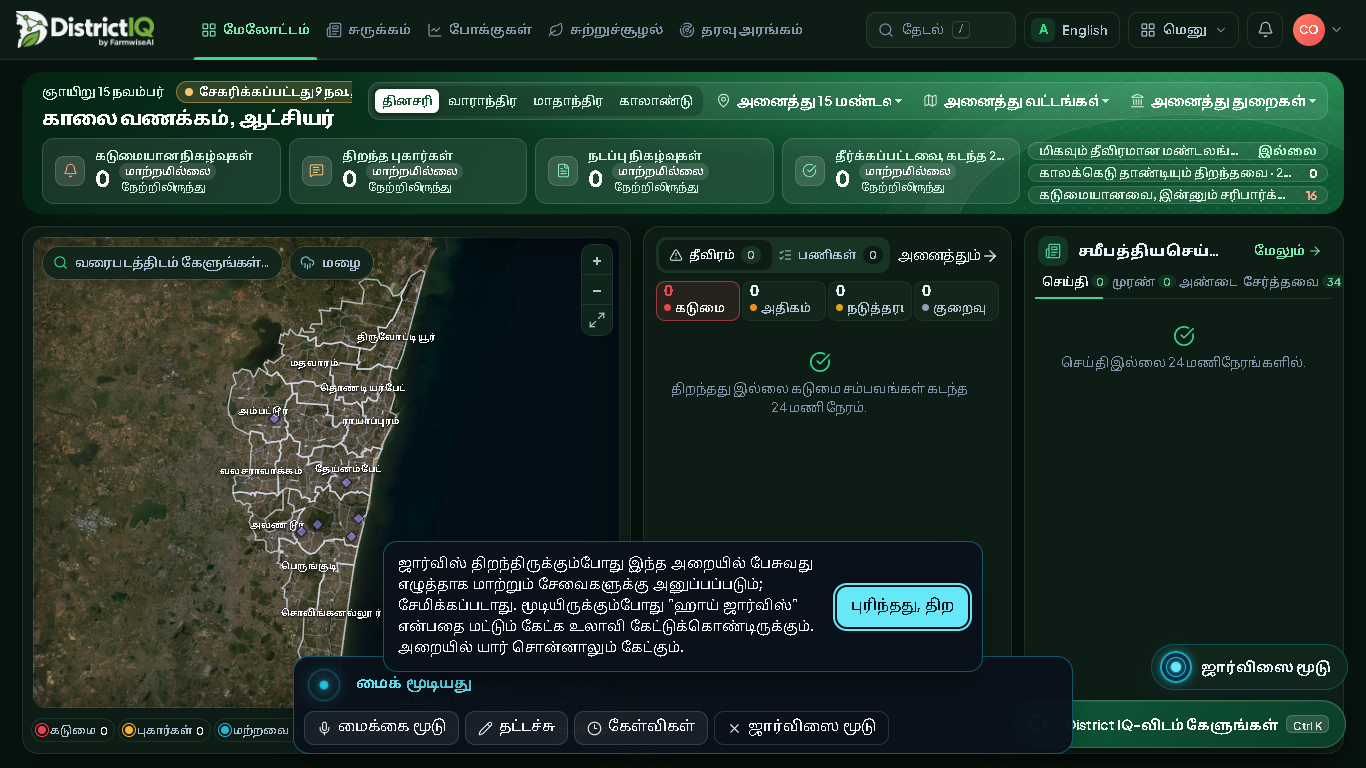 DistrictIQ
by FarmwiseAI
மேலோட்டம்
சுருக்கம்
போக்குகள்
சுற்றுச்சூழல்
தரவு அரங்கம்
தேடல் /
A English
மெனு
CO
ஞாயிறு 15 நவம்பர்
சேகரிக்கப்பட்டது 9 நவ.,
காலை வணக்கம், ஆட்சியர்
தினசரி
வாராந்திர
மாதாந்திர
காலாண்டு
அனைத்து 15 மண்டல
அனைத்து வட்டங்கள்
அனைத்து துறைகள்
கடுமையான நிகழ்வுகள்
0 மாற்றமில்லை
நேற்றிலிருந்து
திறந்த புகார்கள்
0 மாற்றமில்லை
நேற்றிலிருந்து
நடப்பு நிகழ்வுகள்
0 மாற்றமில்லை
நேற்றிலிருந்து
தீர்க்கப்பட்டவை, கடந்த 2...
0 மாற்றமில்லை
நேற்றிலிருந்து
மிகவும் தீவிரமான மண்டலங்... இல்லை
காலக்கெடு தாண்டியும் திறந்தவை · 2... 0
கடுமையானவை, இன்னும் சரிபார்க்... 16
வரைபடத்திடம் கேளுங்கள்...
மழை
திருவோட்டியூர்
மதவாரம்
தொண்டியர்பேட்
அம்பட்டூர்
ராயாப்புரம்
வலசராவாக்கம்
தேயனம்பேட்
அலண்டூர்
பெருங்குடி
சொலிங்கனல்லூர்
கடுமை 0
புகார்கள் 0
மற்றவை
தீவிரம் 0
பணிகள் 0
அனைத்தும்
0 கடுமை
0 அதிகம்
0 நடுத்தர
0 குறைவு
திறந்தது இல்லை கடுமை சம்பவங்கள் கடந்த
24 மணி நேரம்.
சமீபத்திய செய்...
மேலும்
செய்தி 0
முரண் 0
அண்டை
சேர்த்தவை 34
செய்தி இல்லை 24 மணிநேரங்களில்.
ஜார்விஸ் திறந்திருக்கும்போது இந்த அறையில் பேசுவது
எழுத்தாக மாற்றும் சேவைகளுக்கு அனுப்பப்படும்;
சேமிக்கப்படாது. மூடியிருக்கும்போது "ஹாய் ஜார்விஸ்"
என்பதை மட்டும் கேட்க உலாவி கேட்டுக்கொண்டிருக்கும்.
அறையில் யார் சொன்னாலும் கேட்கும்.
புரிந்தது, திற
மைக் மூடியது
மைக்கை மூடு
தட்டச்சு
கேள்விகள்
ஜார்விஸை மூடு
ஜார்விஸை மூடு
District IQ-விடம் கேளுங்கள் Ctrl K